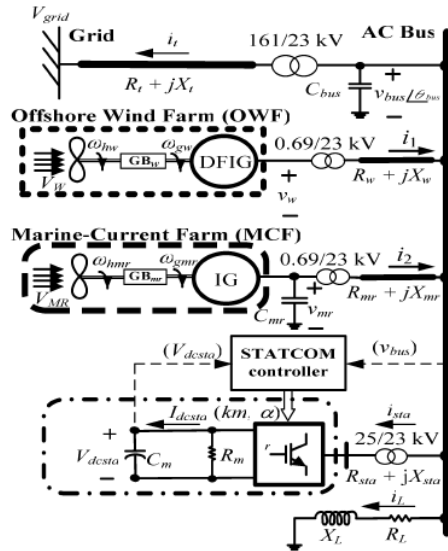 V_grid
Grid
i_t
161/23 kV
AC Bus
R_t + jX_t
C_bus
+
v_bus∠θ_bus
−
Offshore Wind Farm (OWF)
V_W
ω_hw
GB_w
ω_gw
DFIG
0.69/23 kV
i_1
+
v_w
−
R_w + jX_w
Marine-Current Farm (MCF)
V_MR
ω_hmr
GB_mr
ω_gmr
IG
0.69/23 kV
i_2
+
v_mr
−
C_mr
R_mr + jX_mr
(V_dcsta)
STATCOM
controller
(v_bus)
I_dcsta (km, α)
i_sta
25/23 kV
+
V_dcsta
−
C_m
R_m
r
R_sta + jX_sta
i_L
X_L
R_L